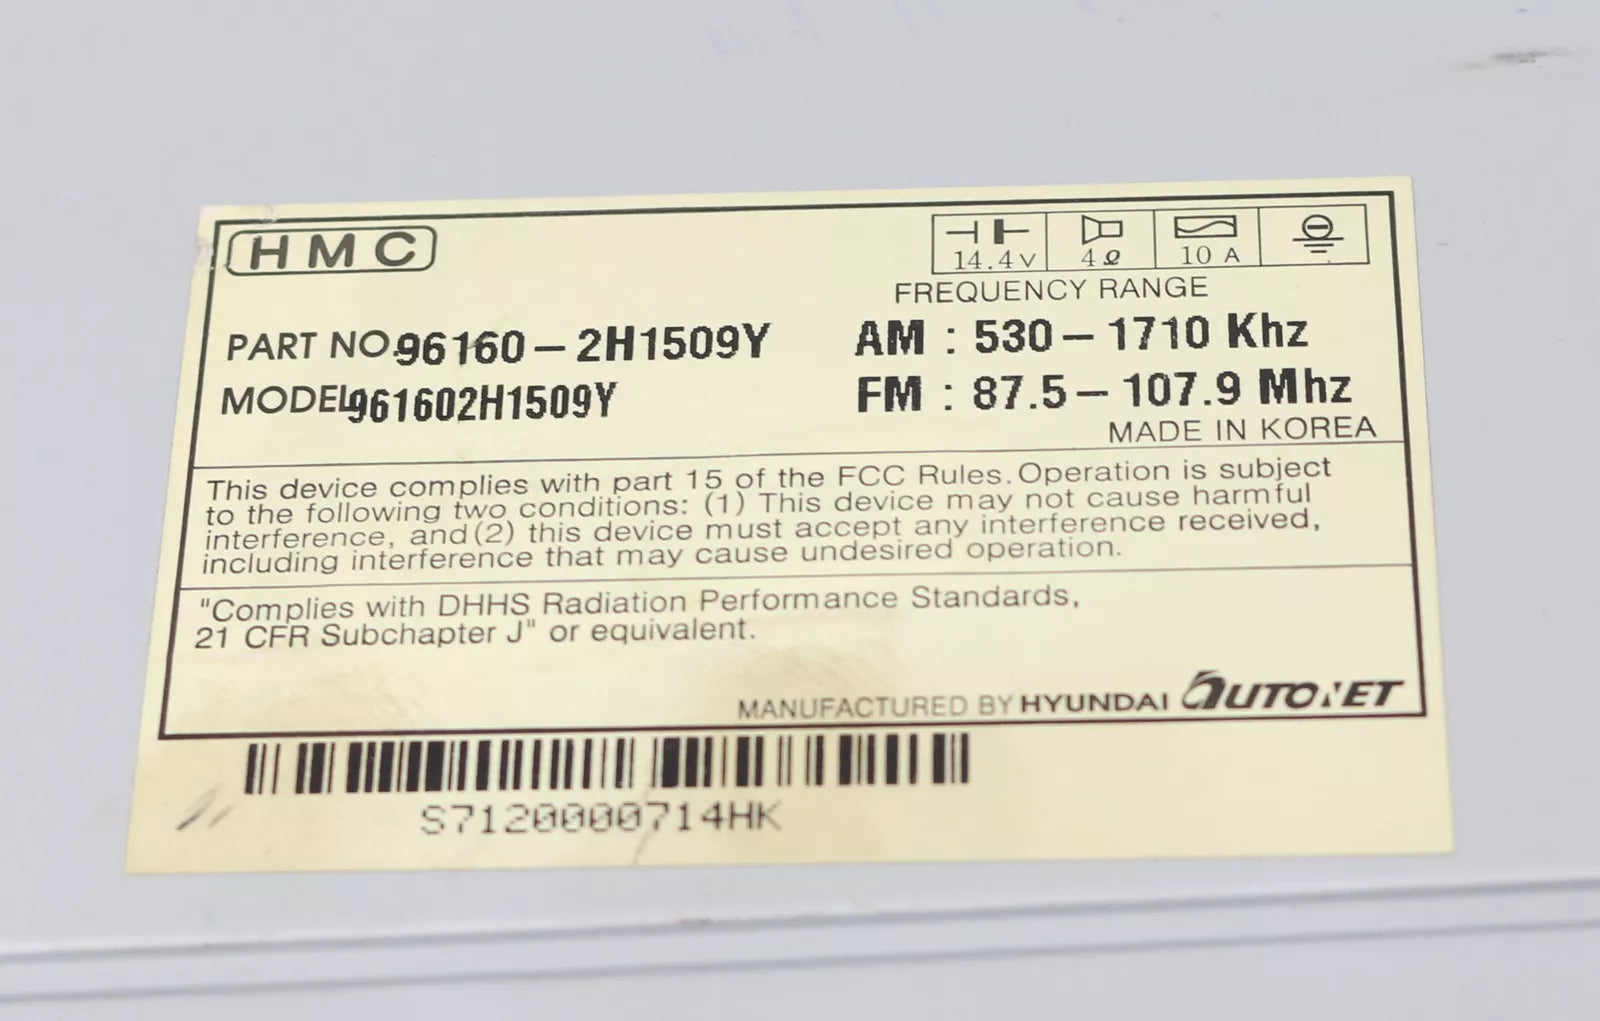 HMC
14.4V 4Ω 10 A
FREQUENCY RANGE
PART NO.96160-2H1509Y
AM : 530-1710 Khz
MODEL961602H1509Y
FM : 87.5-107.9 Mhz
MADE IN KOREA
This device complies with part 15 of the FCC Rules. Operation is subject
to the following two conditions: (1) This device may not cause harmful
interference, and (2) this device must accept any interference received,
including interference that may cause undesired operation.
"Complies with DHHS Radiation Performance Standards,
21 CFR Subchapter J" or equivalent.
MANUFACTURED BY HYUNDAI AUTONET
S7120000714HK